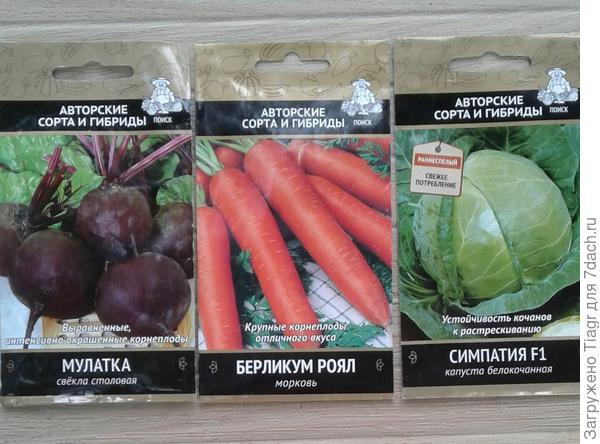 АВТОРСКИЕ
СОРТА И ГИБРИДЫ
ПОИСК
Выравненные,
интенсивно окрашенные корнеплоды
МУЛАТКА
свёкла столовая
АВТОРСКИЕ
СОРТА И ГИБРИДЫ
ПОИСК
Крупные корнеплоды
отличного вкуса
БЕРЛИКУМ РОЯЛ
морковь
АВТОРСКИЕ
СОРТА И ГИБРИДЫ
ПОИСК
РАННЕСПЕЛЫЙ
СВЕЖЕЕ
ПОТРЕБЛЕНИЕ
Устойчивость кочанов
к растрескиванию
СИМПАТИЯ F1
капуста белокочанная
Загружено Tiagr для 7dach.ru